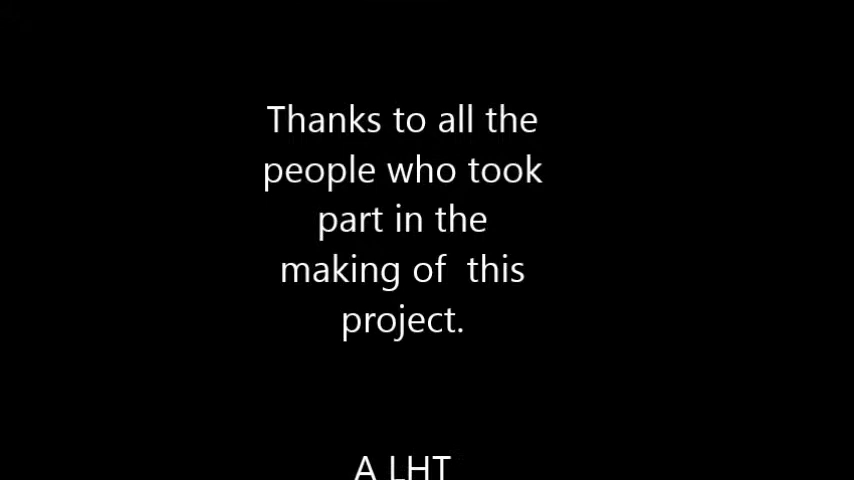 Thanks to all the
people who took
part in the
making of  this
project.
A LHT